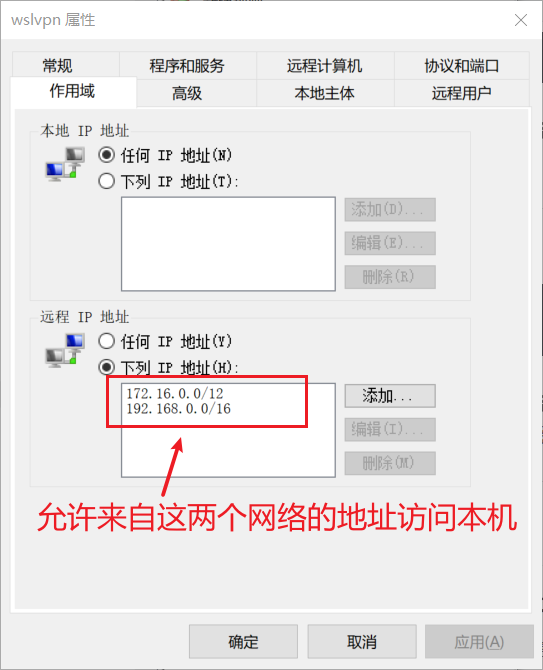 wslvpn 属性
常规
程序和服务
远程计算机
协议和端口
作用域
高级
本地主体
远程用户
本地 IP 地址
任何 IP 地址(N)
下列 IP 地址(T):
添加(D)...
编辑(E)...
删除(R)
远程 IP 地址
任何 IP 地址(Y)
下列 IP 地址(H):
172.16.0.0/12
192.168.0.0/16
添加...
编辑(I)...
删除(M)
允许来自这两个网络的地址访问本机
确定
取消
应用(A)